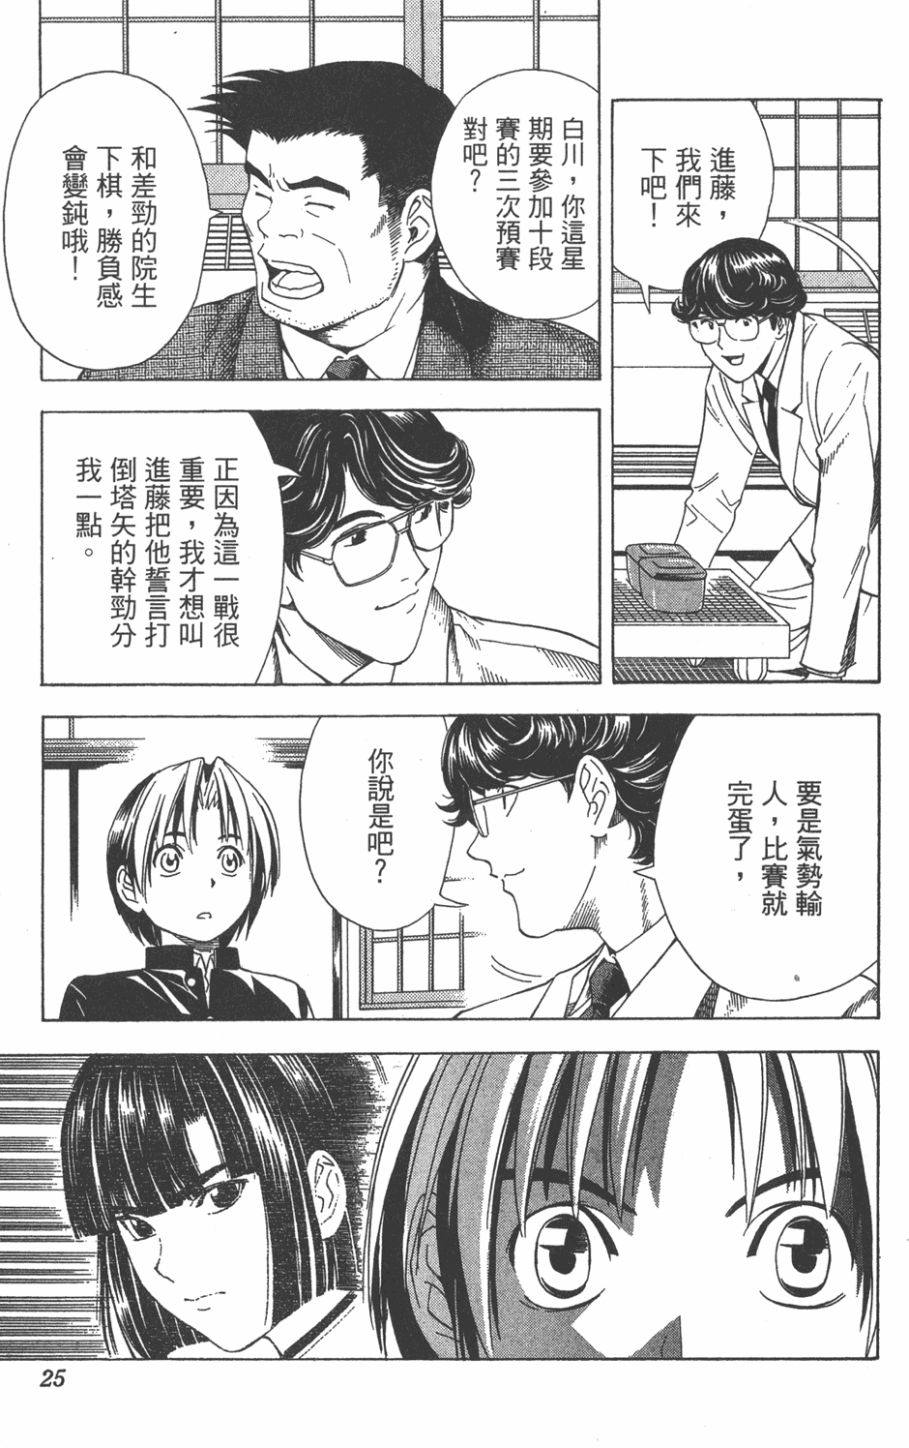 進藤，
我們來
下吧！
白川，你這星
期要參加十段
賽的三次預賽
對吧？
和差勁的院生
下棋，勝負感
會變鈍哦！
正因為這一戰很
重要，我才想叫
進藤把他誓言打
倒塔矢的幹勁分
我一點。
要是氣勢輸
人，比賽就
完蛋了，
你說是吧？
25